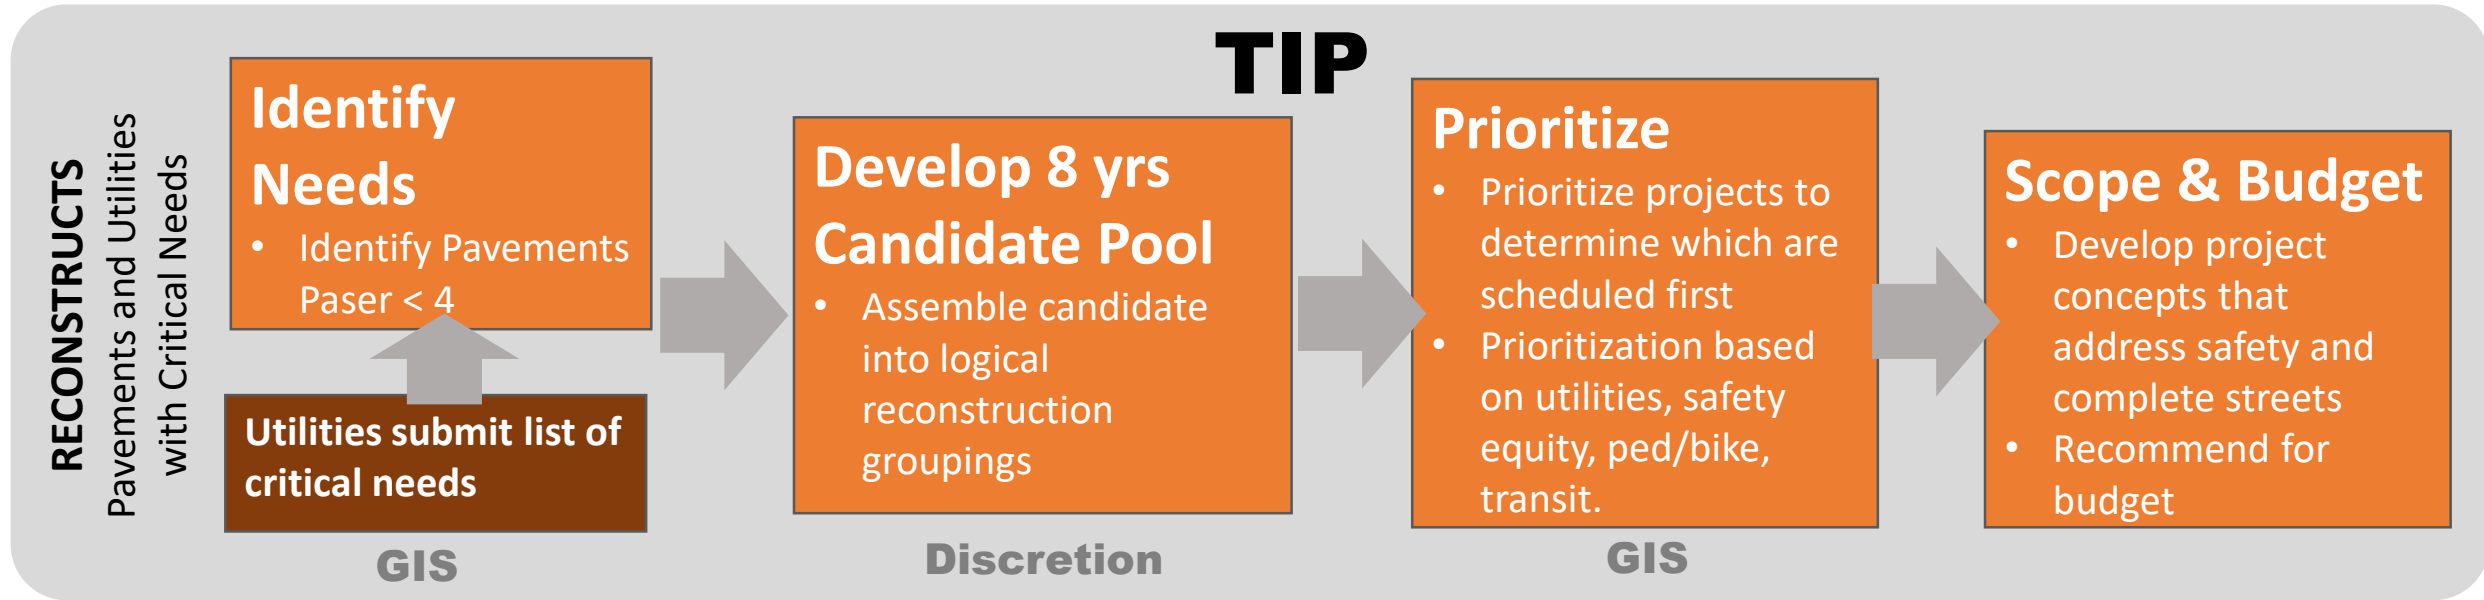 TIP
RECONSTRUCTS
Pavements and Utilities
with Critical Needs
Identify
Needs
• Identify Pavements
Paser < 4
Utilities submit list of
critical needs
GIS
Develop 8 yrs
Candidate Pool
• Assemble candidate
into logical
reconstruction
groupings
Discretion
Prioritize
• Prioritize projects to
determine which are
scheduled first
• Prioritization based
on utilities, safety
equity, ped/bike,
transit.
GIS
Scope & Budget
• Develop project
concepts that
address safety and
complete streets
• Recommend for
budget